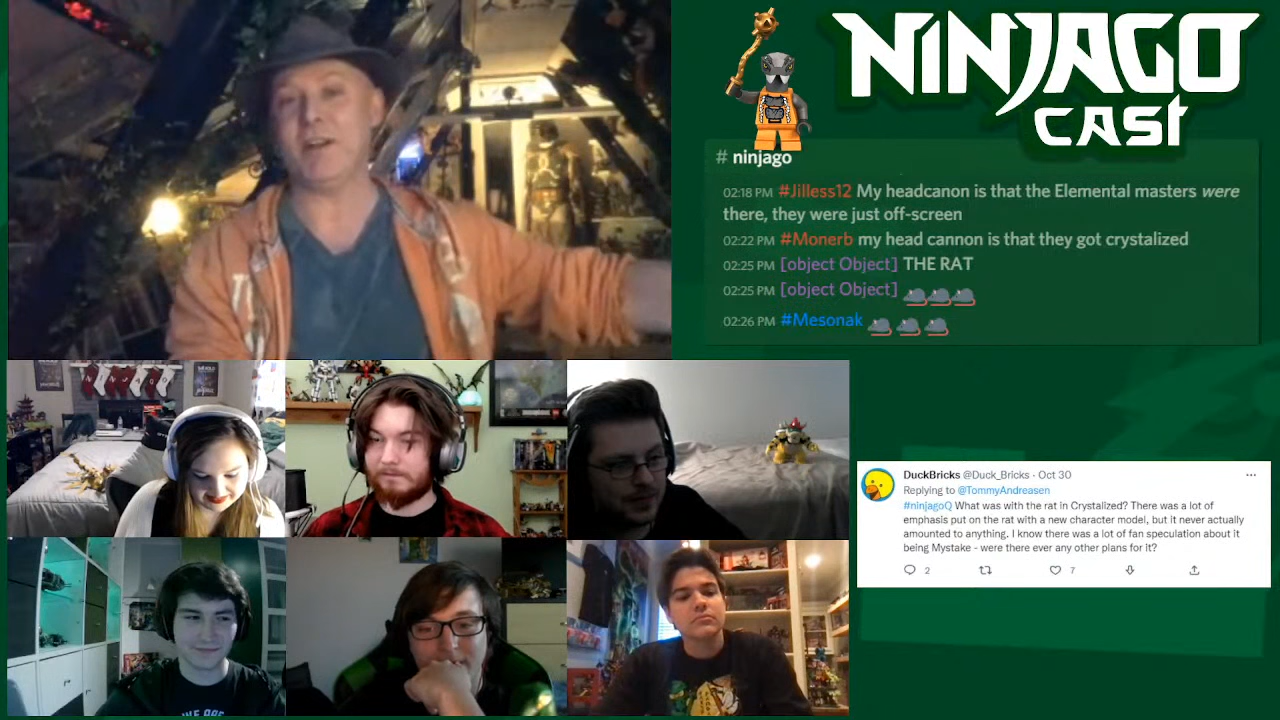 NINJAGO
CAST
# ninjago
02:18 PM #Jilless12 My headcanon is that the Elemental masters were
there, they were just off-screen
02:22 PM #Monerb my head cannon is that they got crystalized
02:25 PM [object Object] THE RAT
02:25 PM [object Object]
02:26 PM #Mesonak
DuckBricks @Duck_Bricks · Oct 30
Replying to @TommyAndreasen
#ninjagoQ What was with the rat in Crystalized? There was a lot of
emphasis put on the rat with a new character model, but it never actually
amounted to anything. I know there was a lot of fan speculation about it
being Mystake - were there ever any other plans for it?
2
7
WE ARE